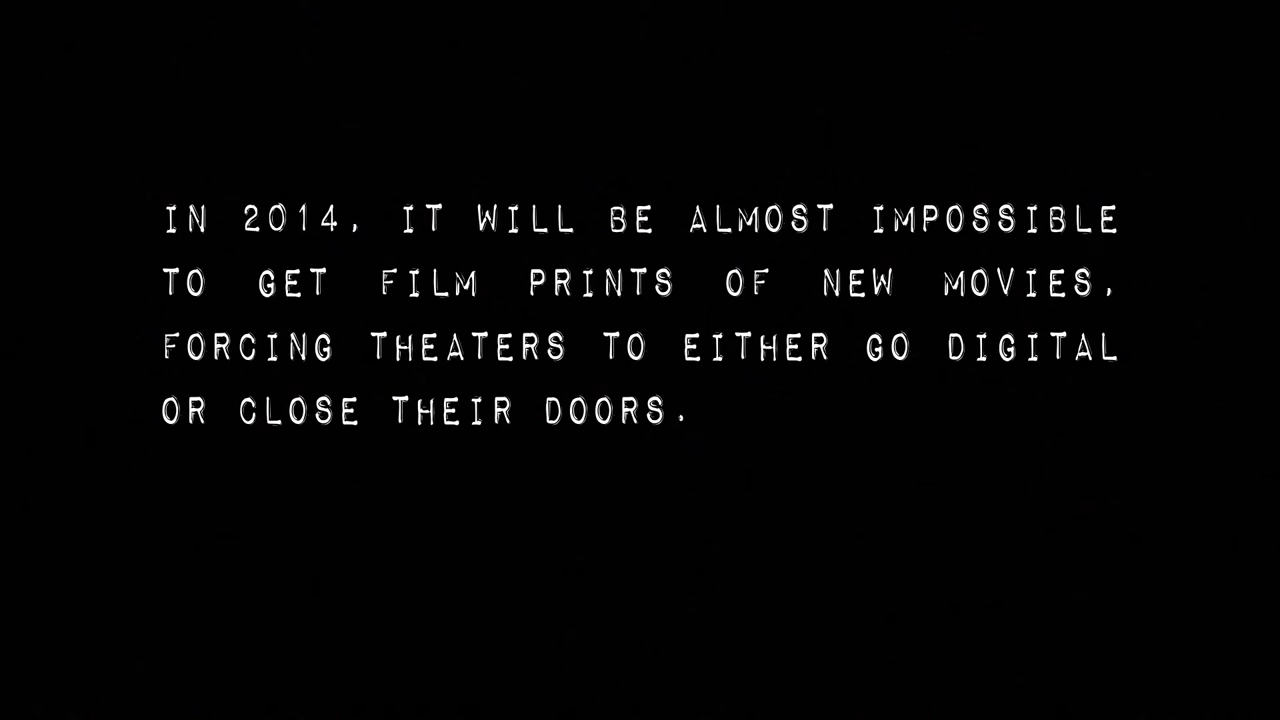 IN 2014, IT WILL BE ALMOST IMPOSSIBLE
TO GET FILM PRINTS OF NEW MOVIES,
FORCING THEATERS TO EITHER GO DIGITAL
OR CLOSE THEIR DOORS.